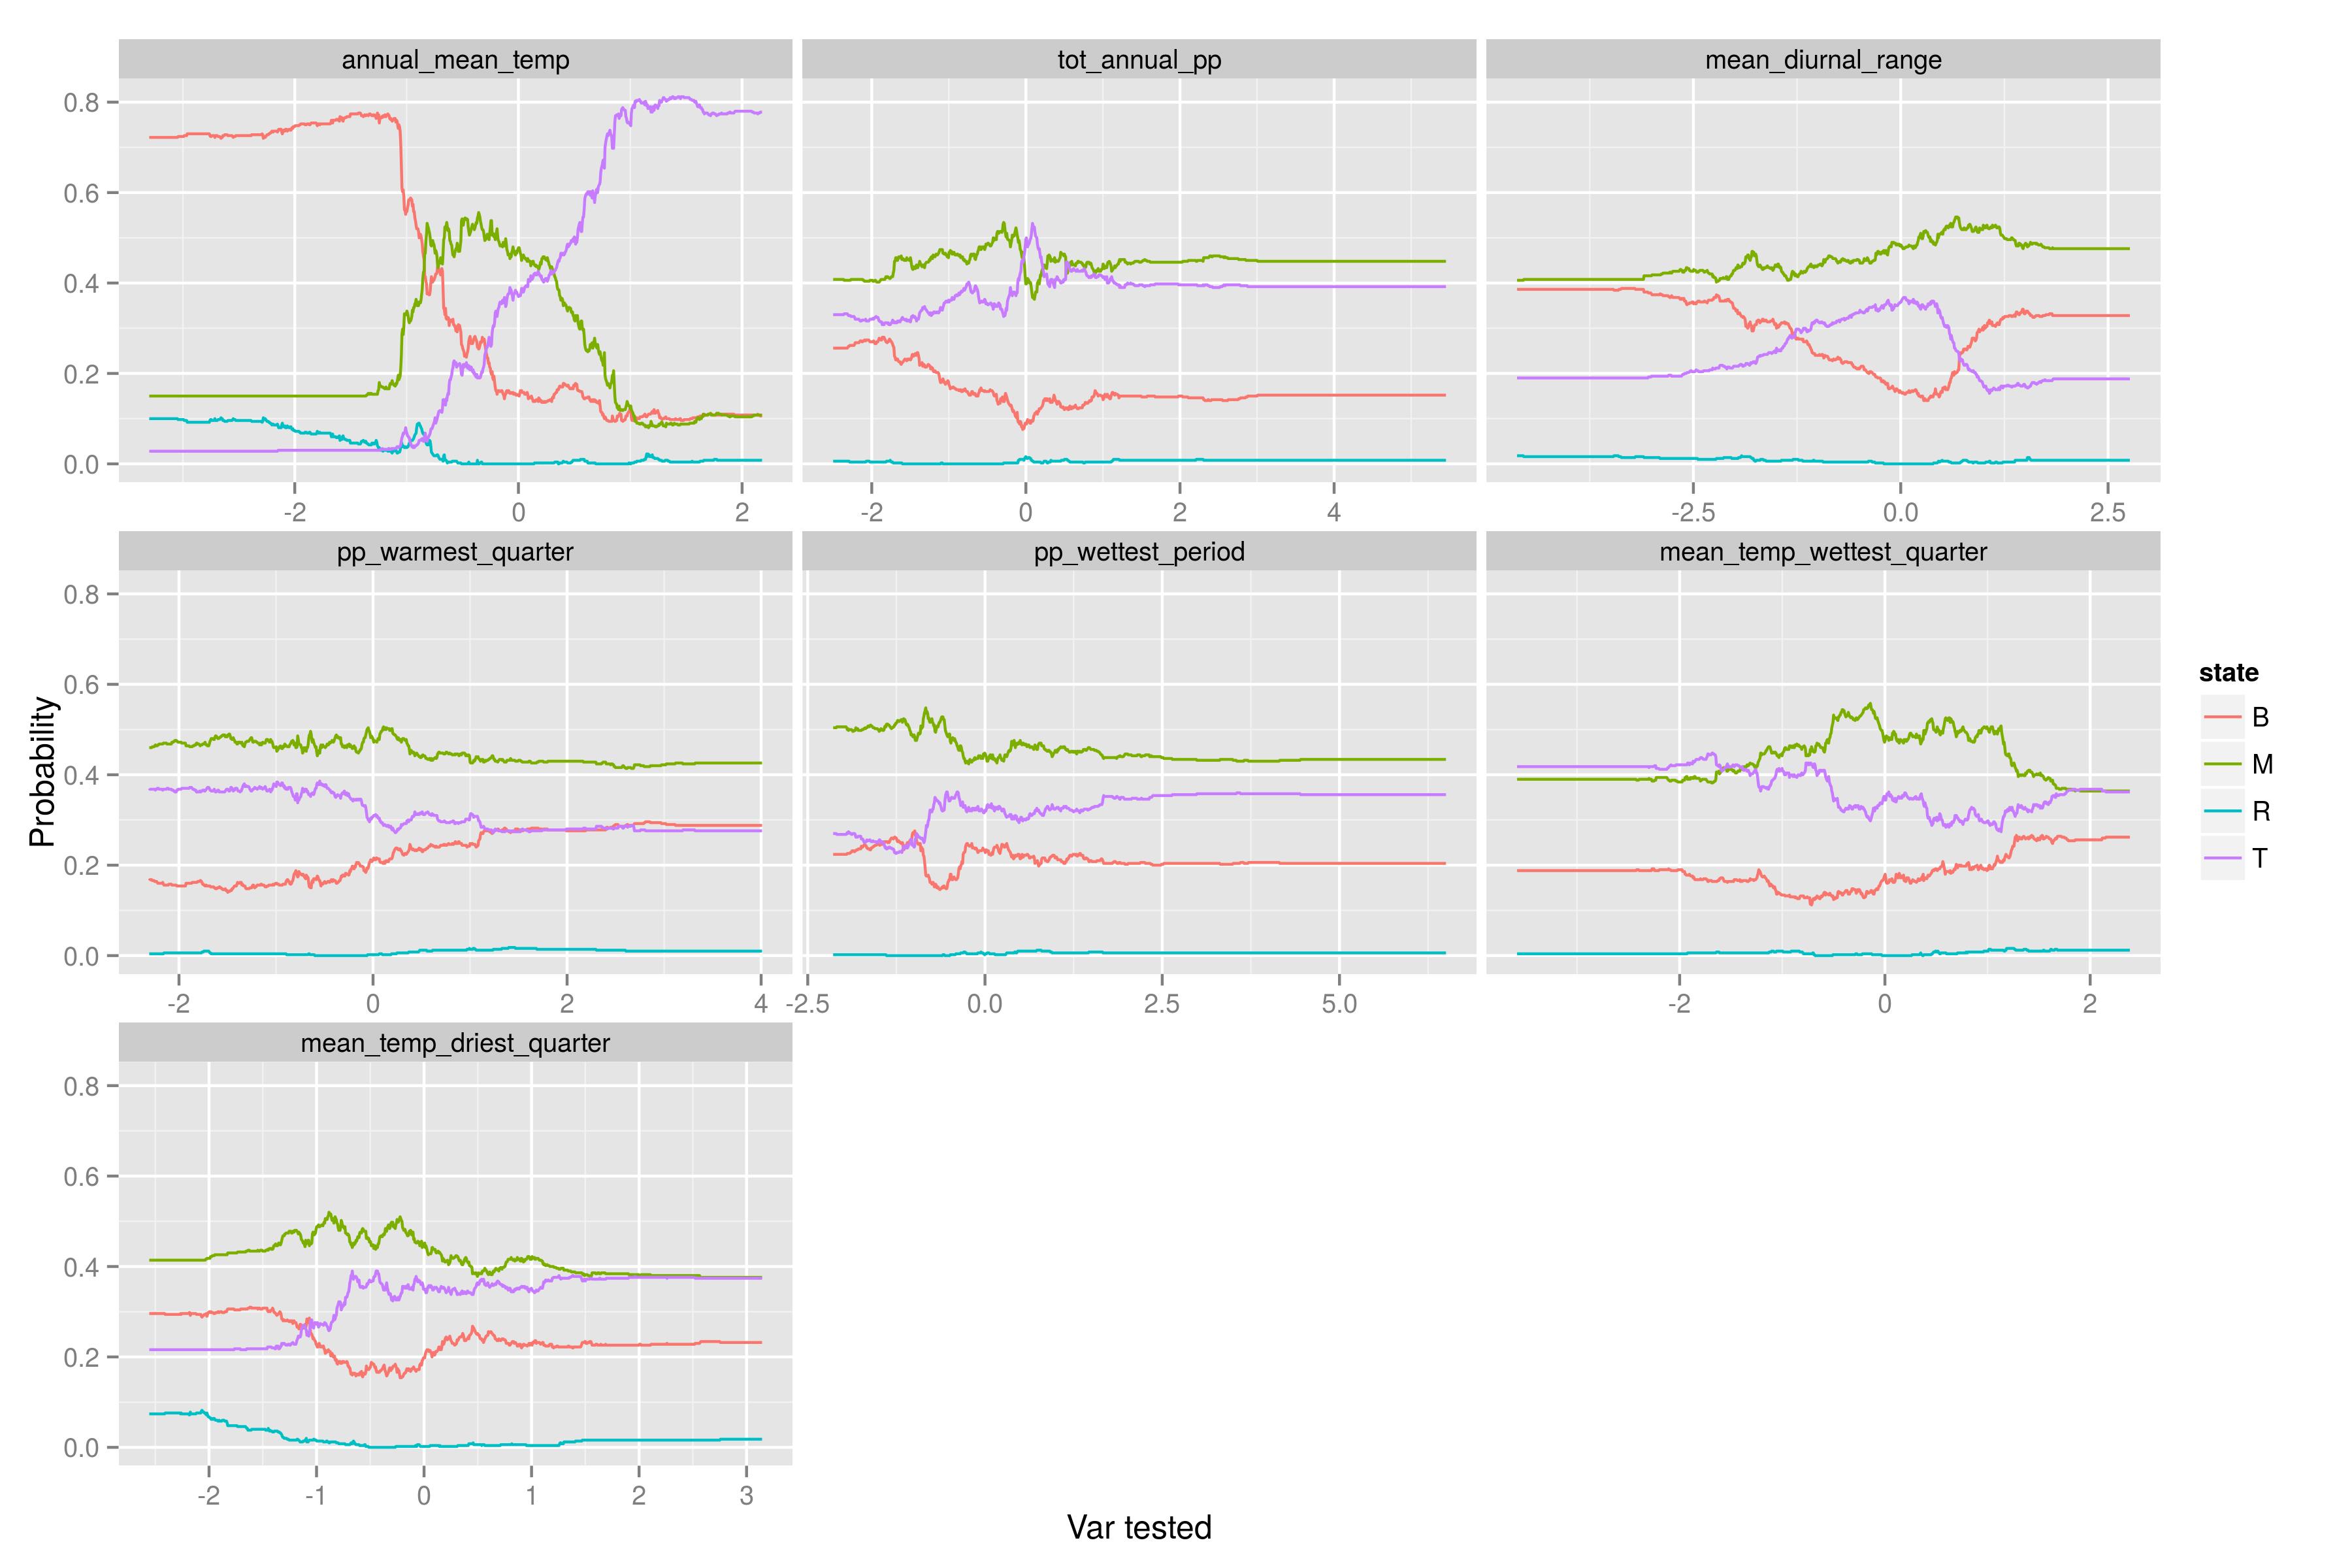 annual_mean_temp
tot_annual_pp
mean_diurnal_range
0.8
0.6
0.4
0.2
0.0
-2 0 2
-2 0 2 4
-2.5 0.0 2.5
pp_warmest_quarter
pp_wettest_period
mean_temp_wettest_quarter
0.8
0.6
0.4
0.2
0.0
-2 0 2 4
-2.5 0.0 2.5 5.0
-2 0 2
mean_temp_driest_quarter
0.8
0.6
0.4
0.2
0.0
-2 -1 0 1 2 3
Probability
Var tested
state
B
M
R
T